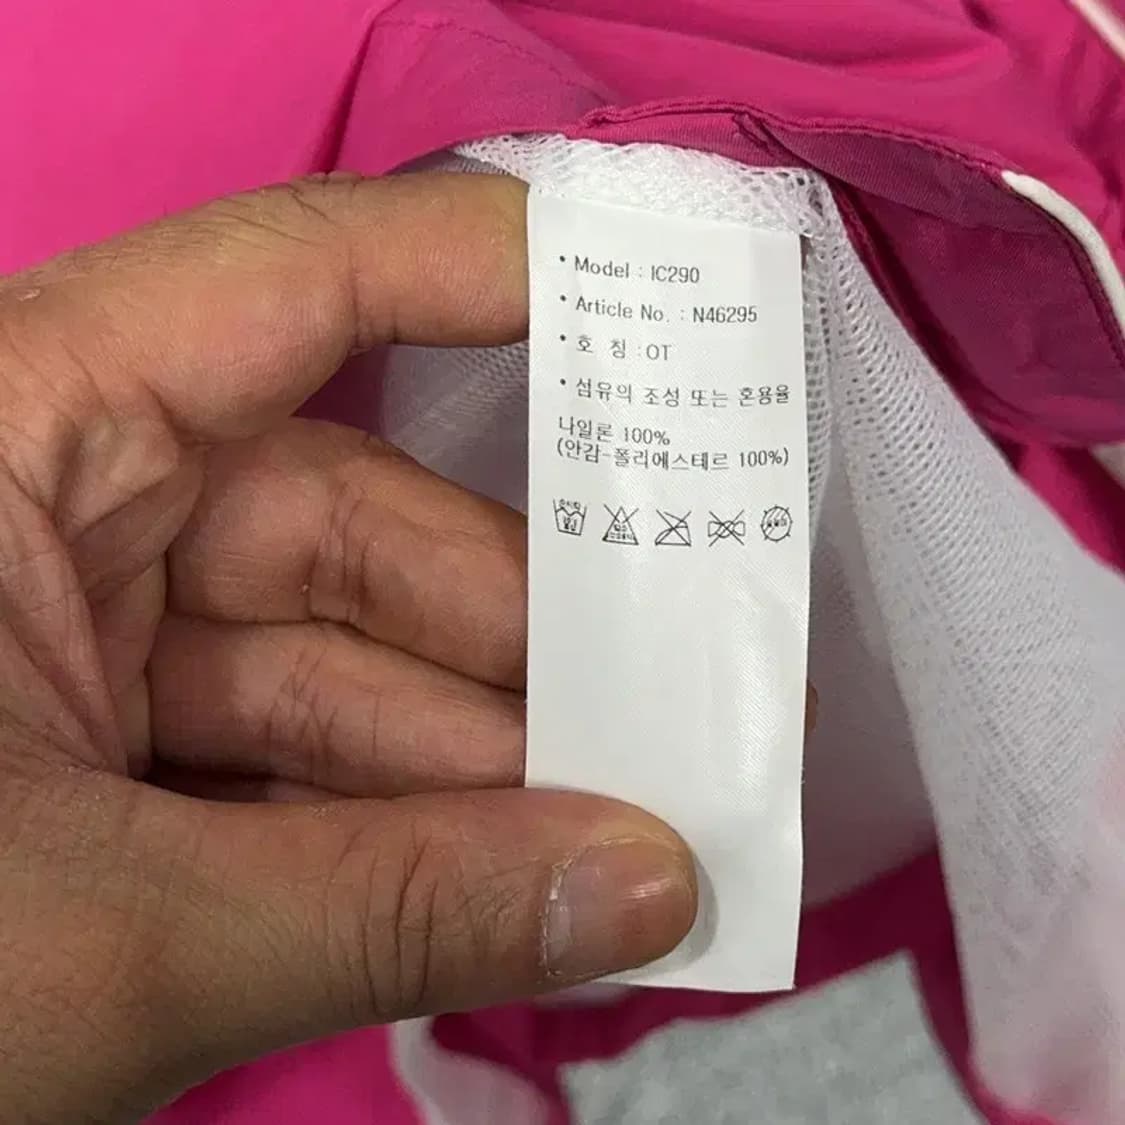 • Model : IC290
• Article No. : N46295
• 호 칭 : OT
• 섬유의 조성 또는 혼용율
나일론 100%
(안감-폴리에스테르 100%)